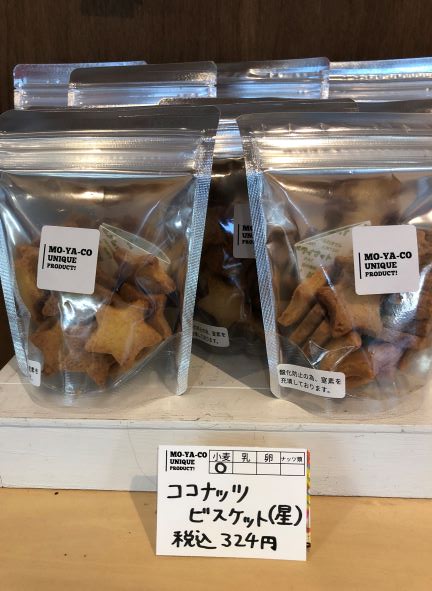 MO-YA-CO
UNIQUE
PRODUCT!
MO-YA-CO
UNIQUE
PRODUCT!
酸化防止の為、窒素を
充填しております。
MO-YA-CO
UNIQUE
PRODUCT!
小麦 乳 卵 ナッツ類
○
ココナッツ
ビスケット(星)
税込 324円